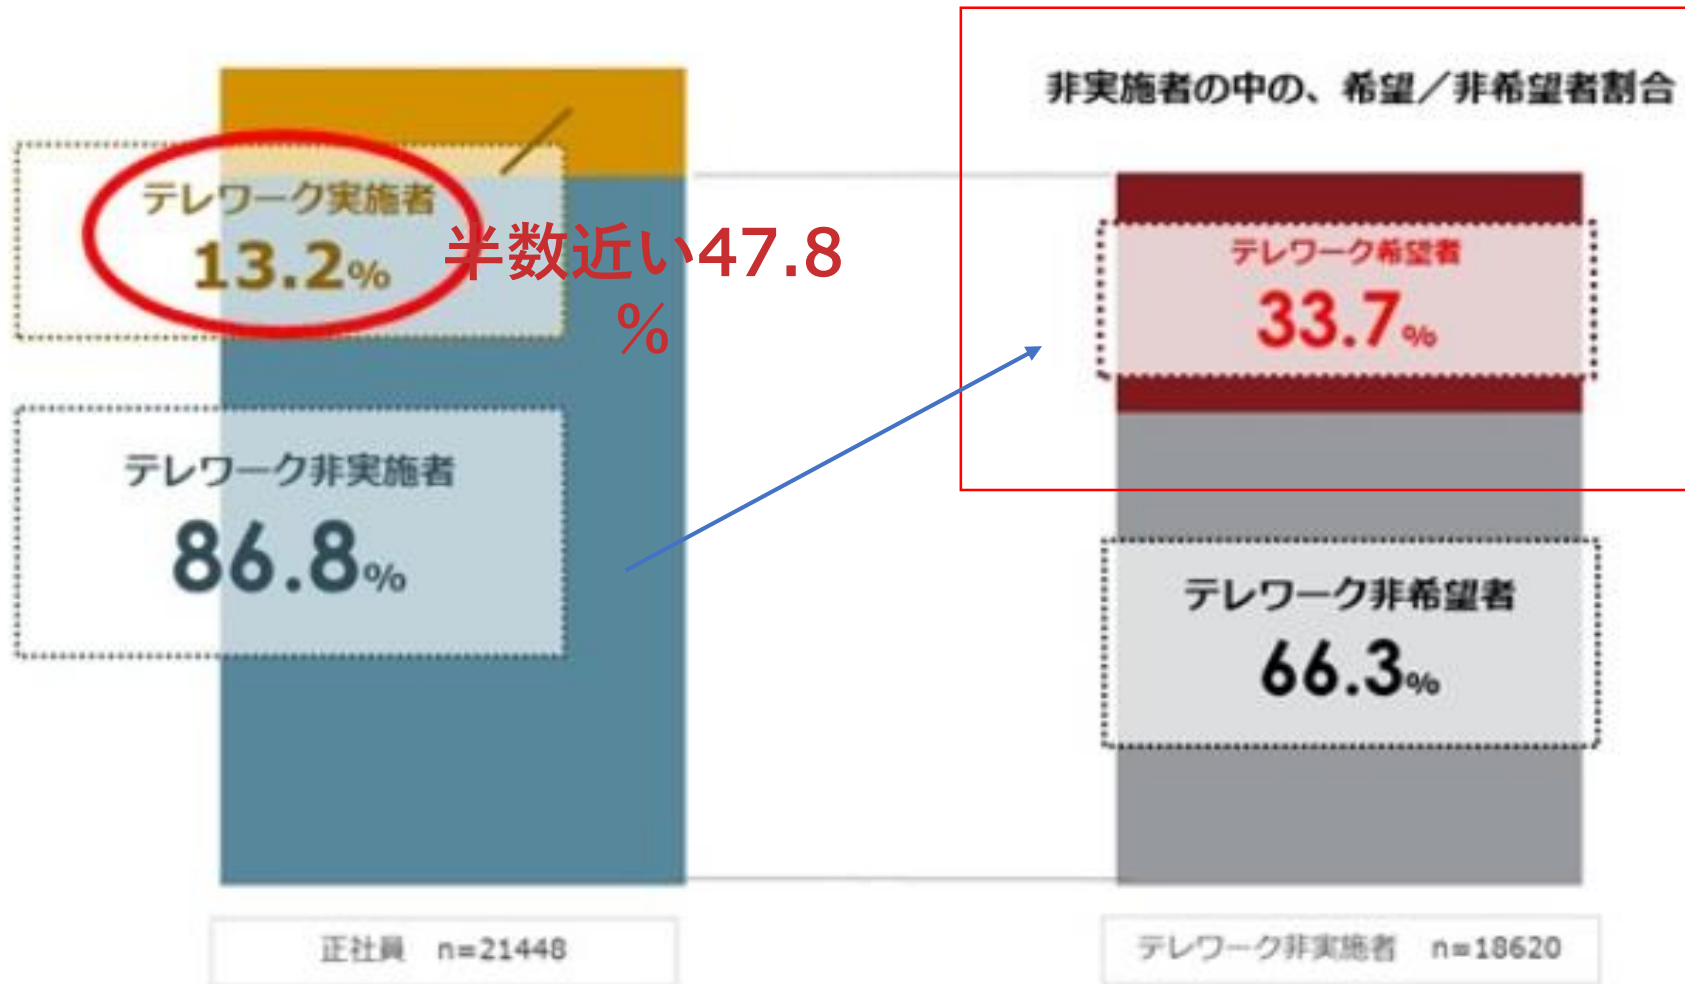 テレワーク実施者
13.2%
半数近い47.8
%
テレワーク非実施者
86.8%
正社員 n=21448
非実施者の中の、希望／非希望者割合
テレワーク希望者
33.7%
テレワーク非希望者
66.3%
テレワーク非実施者 n=18620